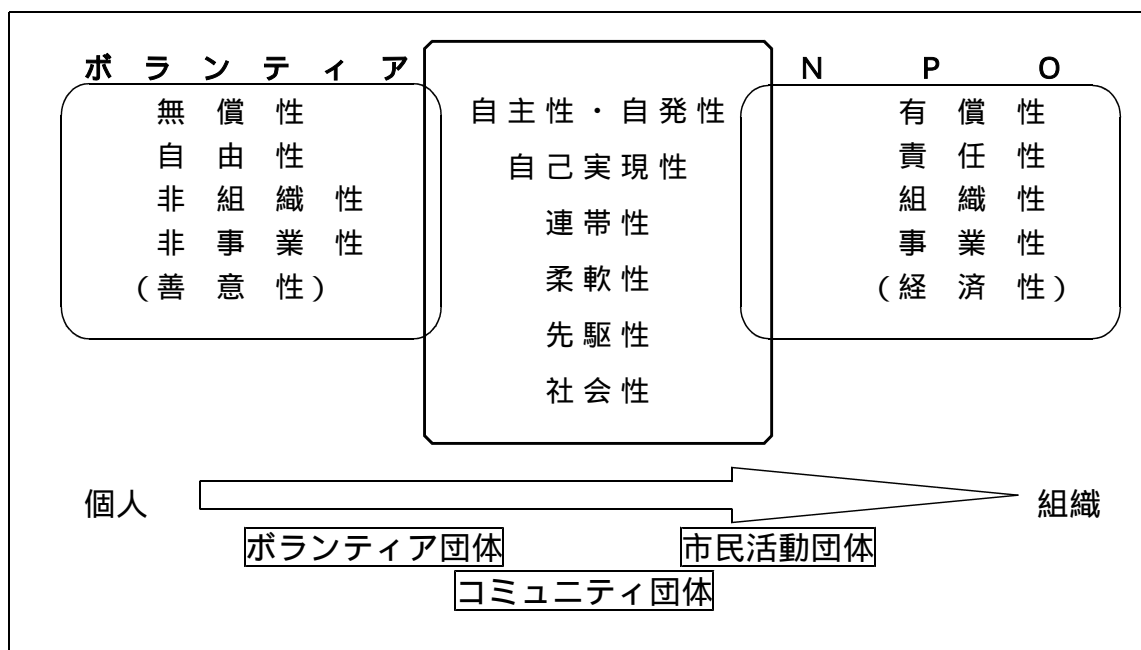 ボランティア
無償性
自由性
非組織性
非事業性
(善意性)
自主性・自発性
自己実現性
連帯性
柔軟性
先駆性
社会性
NPO
有償性
責任性
組織性
事業性
(経済性)
個人
組織
ボランティア団体
市民活動団体
コミュニティ団体